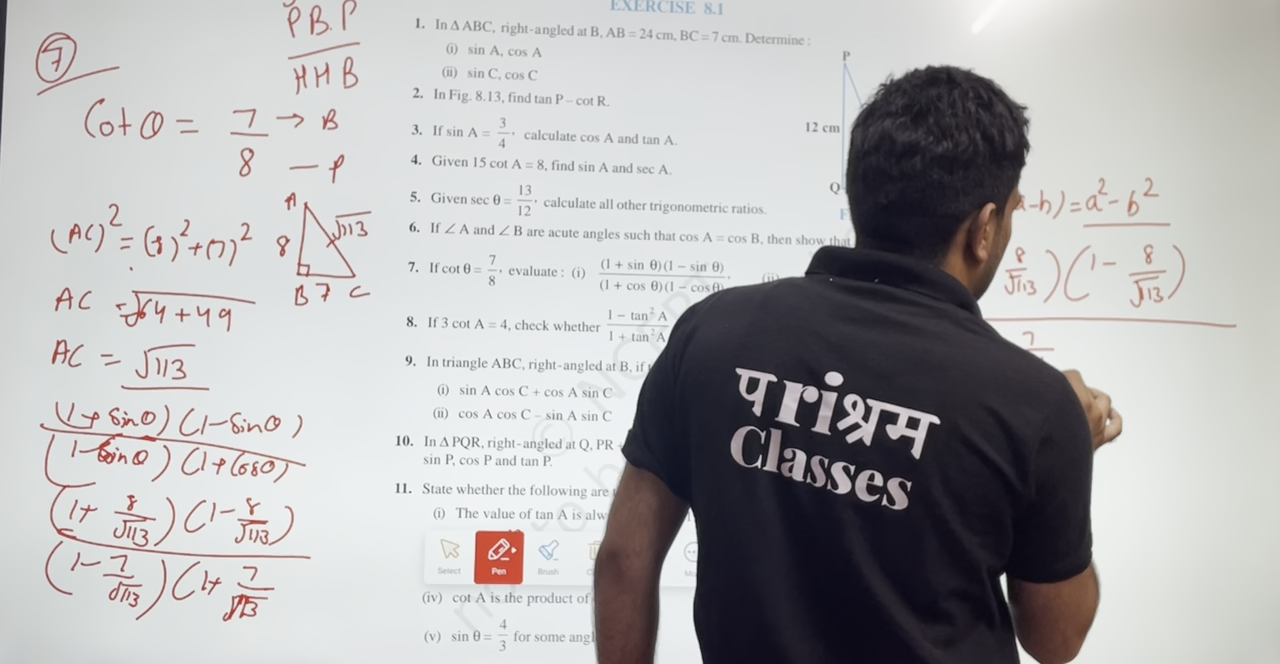 7
P B. P
H H B
Cot θ = 7/8 → B
— P
(AC)² = (8)² + (7)²
A
8
√113
B 7 C
AC = √64 + 49
AC = √113
(1 + Sinθ) (1 - Sinθ)
(1 + 8/√113) (1 - 8/√113)
(1 - 7/√113) (1 + 7/√113)
EXERCISE 8.1
1. In Δ ABC, right-angled at B, AB = 24 cm, BC = 7 cm. Determine :
(i) sin A, cos A
(ii) sin C, cos C
2. In Fig. 8.13, find tan P – cot R.
3. If sin A = 3/4, calculate cos A and tan A.
4. Given 15 cot A = 8, find sin A and sec A.
5. Given sec θ = 13/12, calculate all other trigonometric ratios.
6. If ∠ A and ∠ B are acute angles such that cos A = cos B, then show that
7. If cot θ = 7/8, evaluate : (i) (1 + sin θ)(1 – sin θ)/(1 + cos θ)(1 – cos θ)
8. If 3 cot A = 4, check whether 1 – tan² A/1 + tan² A
9. In triangle ABC, right-angled at B, if
(i) sin A cos C + cos A sin C
(ii) cos A cos C – sin A sin C
10. In Δ PQR, right-angled at Q, PR
sin P, cos P and tan P.
11. State whether the following are
(i) The value of tan A is
Select
Pen
Brush
(iv) cot A is the product of
(v) sin θ = 4/3 for some
P
12 cm
Q
-b) = a² - b²
8/√113) (1 - 8/√113)
7
परिश्रम
Classes